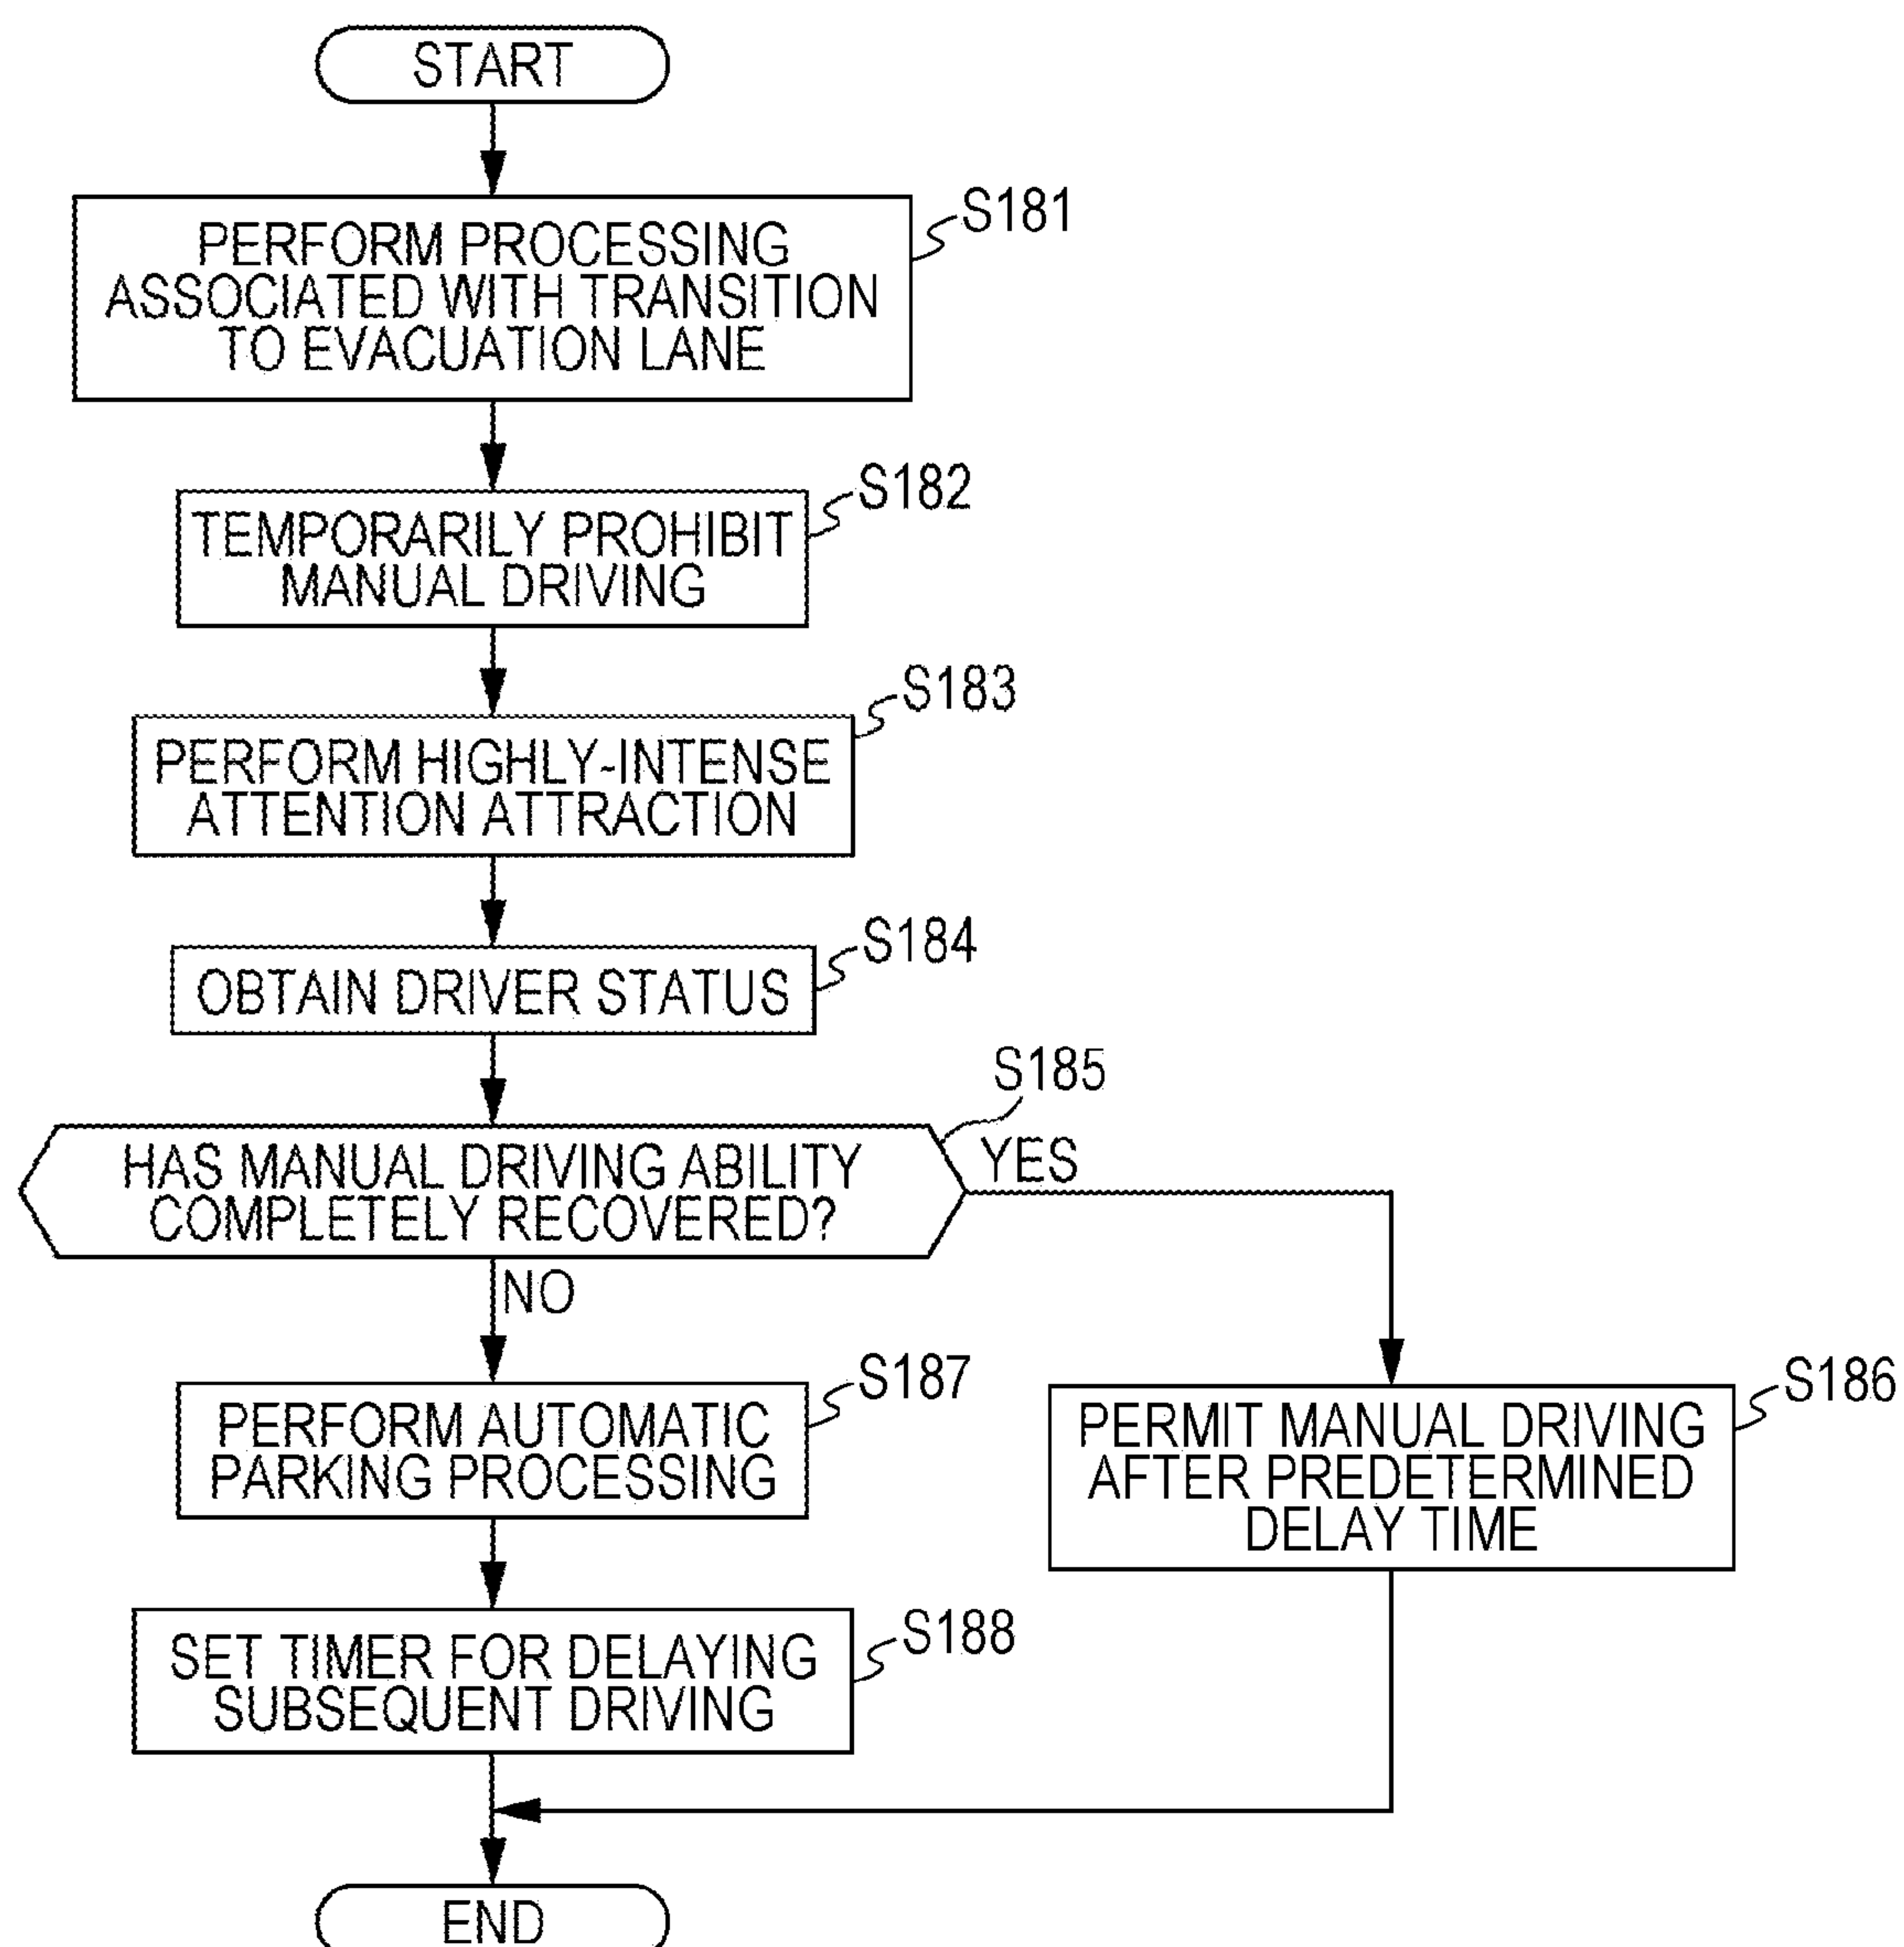 START
S181
PERFORM PROCESSING
ASSOCIATED WITH TRANSITION
TO EVACUATION LANE
S182
TEMPORARILY PROHIBIT
MANUAL DRIVING
S183
PERFORM HIGHLY-INTENSE
ATTENTION ATTRACTION
S184
OBTAIN DRIVER STATUS
S185
HAS MANUAL DRIVING ABILITY
COMPLETELY RECOVERED?
YES
NO
S187
PERFORM AUTOMATIC
PARKING PROCESSING
S186
PERMIT MANUAL DRIVING
AFTER PREDETERMINED
DELAY TIME
S188
SET TIMER FOR DELAYING
SUBSEQUENT DRIVING
END